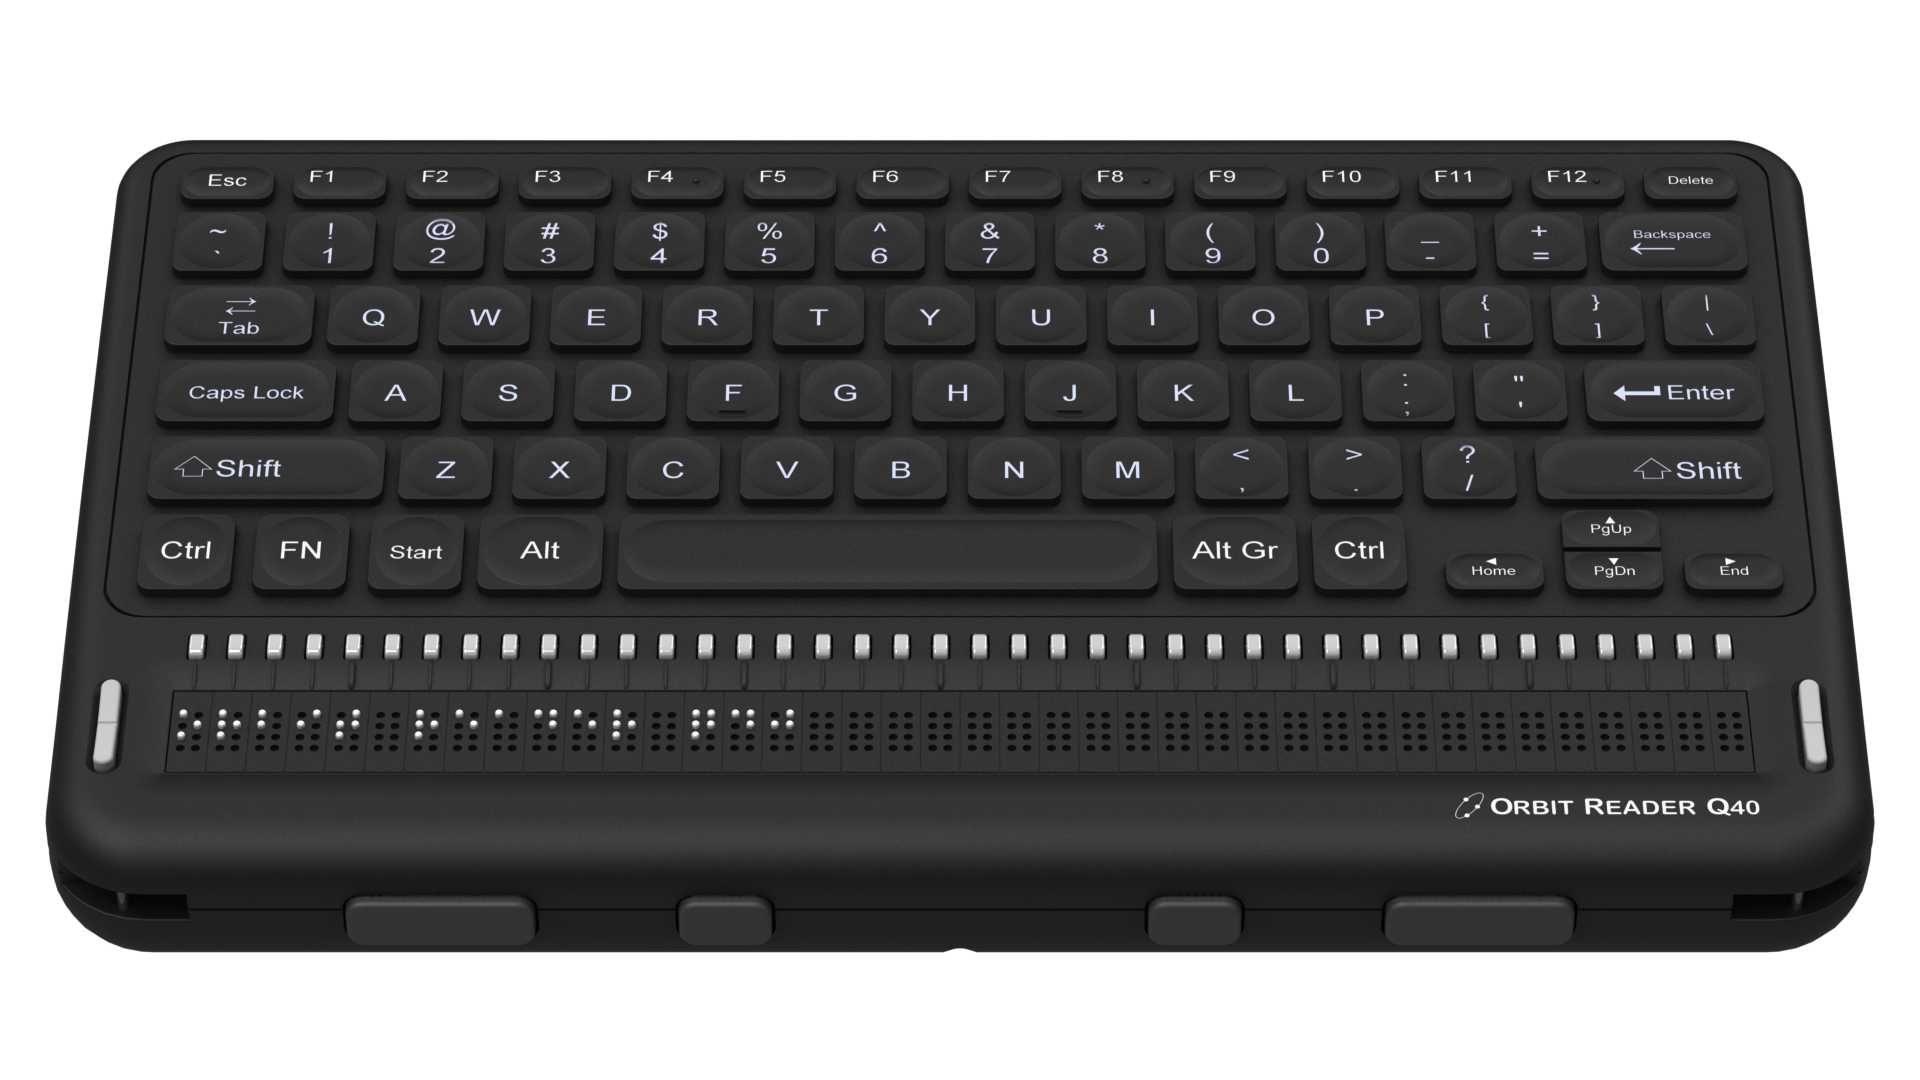 Esc F1 F2 F3 F4 F5 F6 F7 F8 F9 F10 F11 F12 Delete
~ ! @ # $ % ^ & * ( ) _ + Backspace
` 1 2 3 4 5 6 7 8 9 0 - = ←
⇄ { } |
Tab Q W E R T Y U I O P [ ] \
Caps Lock A S D F G H J K L : ; " ' Enter
Shift Z X C V B N M < , > . ? / Shift
Ctrl FN Start Alt Alt Gr Ctrl PgUp
Home PgDn End
⠕⠗⠃⠊⠞ ⠗⠑⠁⠙⠑⠗ ⠟⠙⠚
ORBIT READER Q40